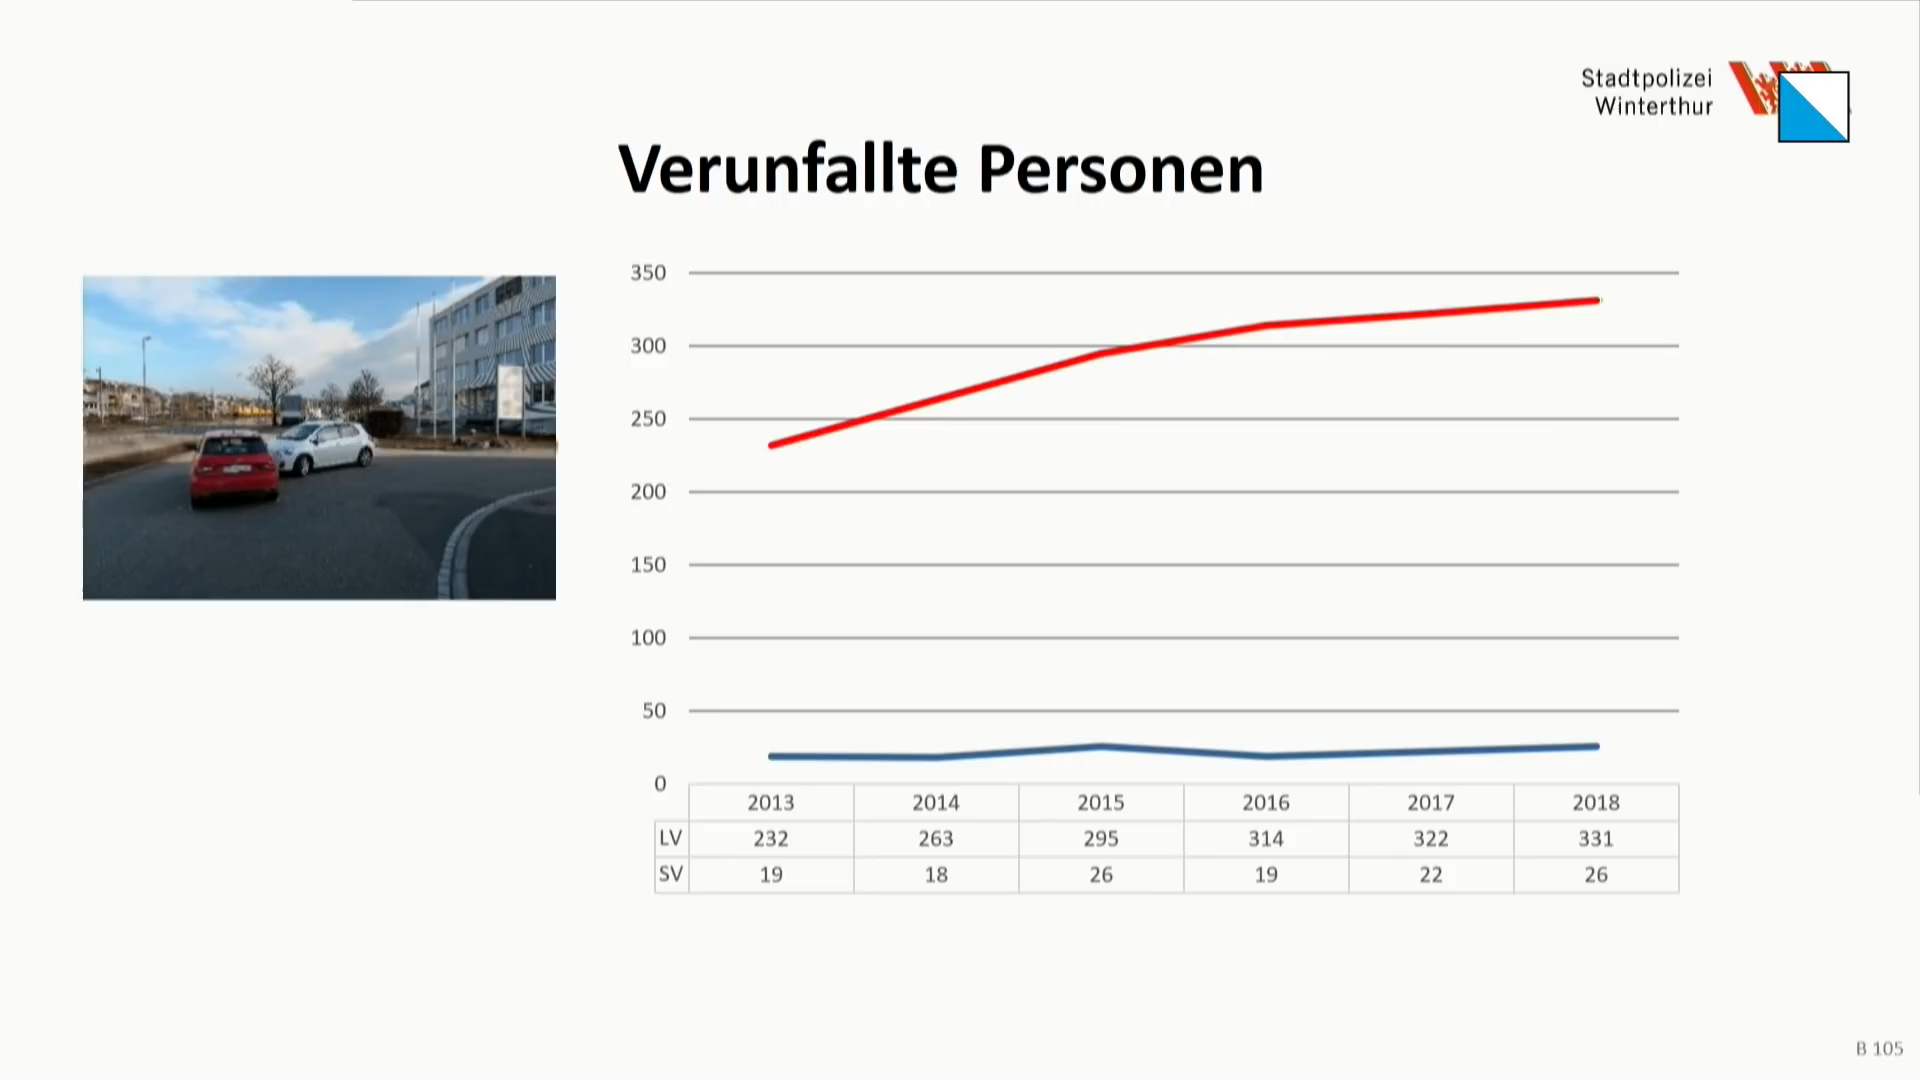 Stadtpolizei
Winterthur
Verunfallte Personen
350
300
250
200
150
100
50
0
2013 2014 2015 2016 2017 2018
LV 232 263 295 314 322 331
SV 19 18 26 19 22 26
B 105